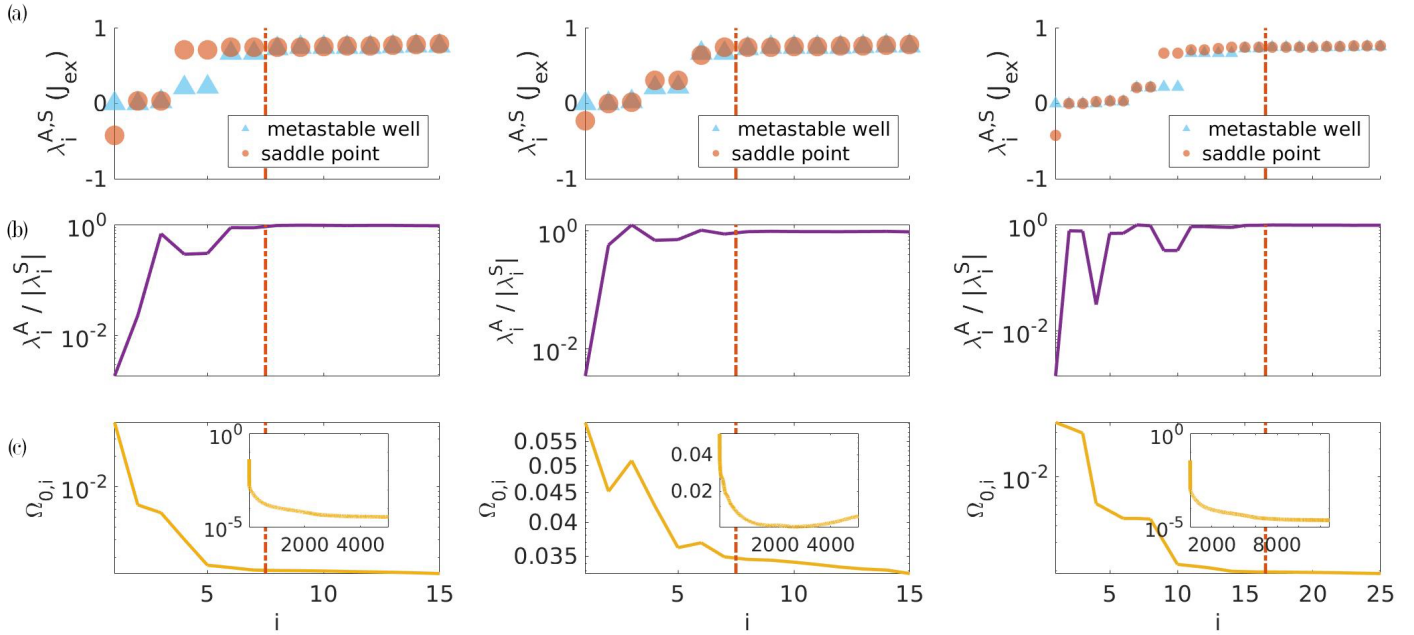 (a)
λ_i^{A,S} (J_ex)
1
0
-1
metastable well
saddle point
λ_i^{A,S} (J_ex)
1
0
-1
metastable well
saddle point
λ_i^{A,S} (J_ex)
1
0
-1
metastable well
saddle point
(b)
λ_i^A / |λ_i^S|
10^0
10^-2
λ_i^A / |λ_i^S|
10^0
10^-2
λ_i^A / |λ_i^S|
10^0
10^-2
(c)
Ω_{0,i}
10^-2
10^0
10^-5
2000 4000
5 10 15
i
Ω_{0,i}
0.055
0.05
0.045
0.04
0.035
0.04
0.02
2000 4000
5 10 15
i
Ω_{0,i}
10^-2
10^0
10^-5
2000 8000
5 10 15 20 25
i